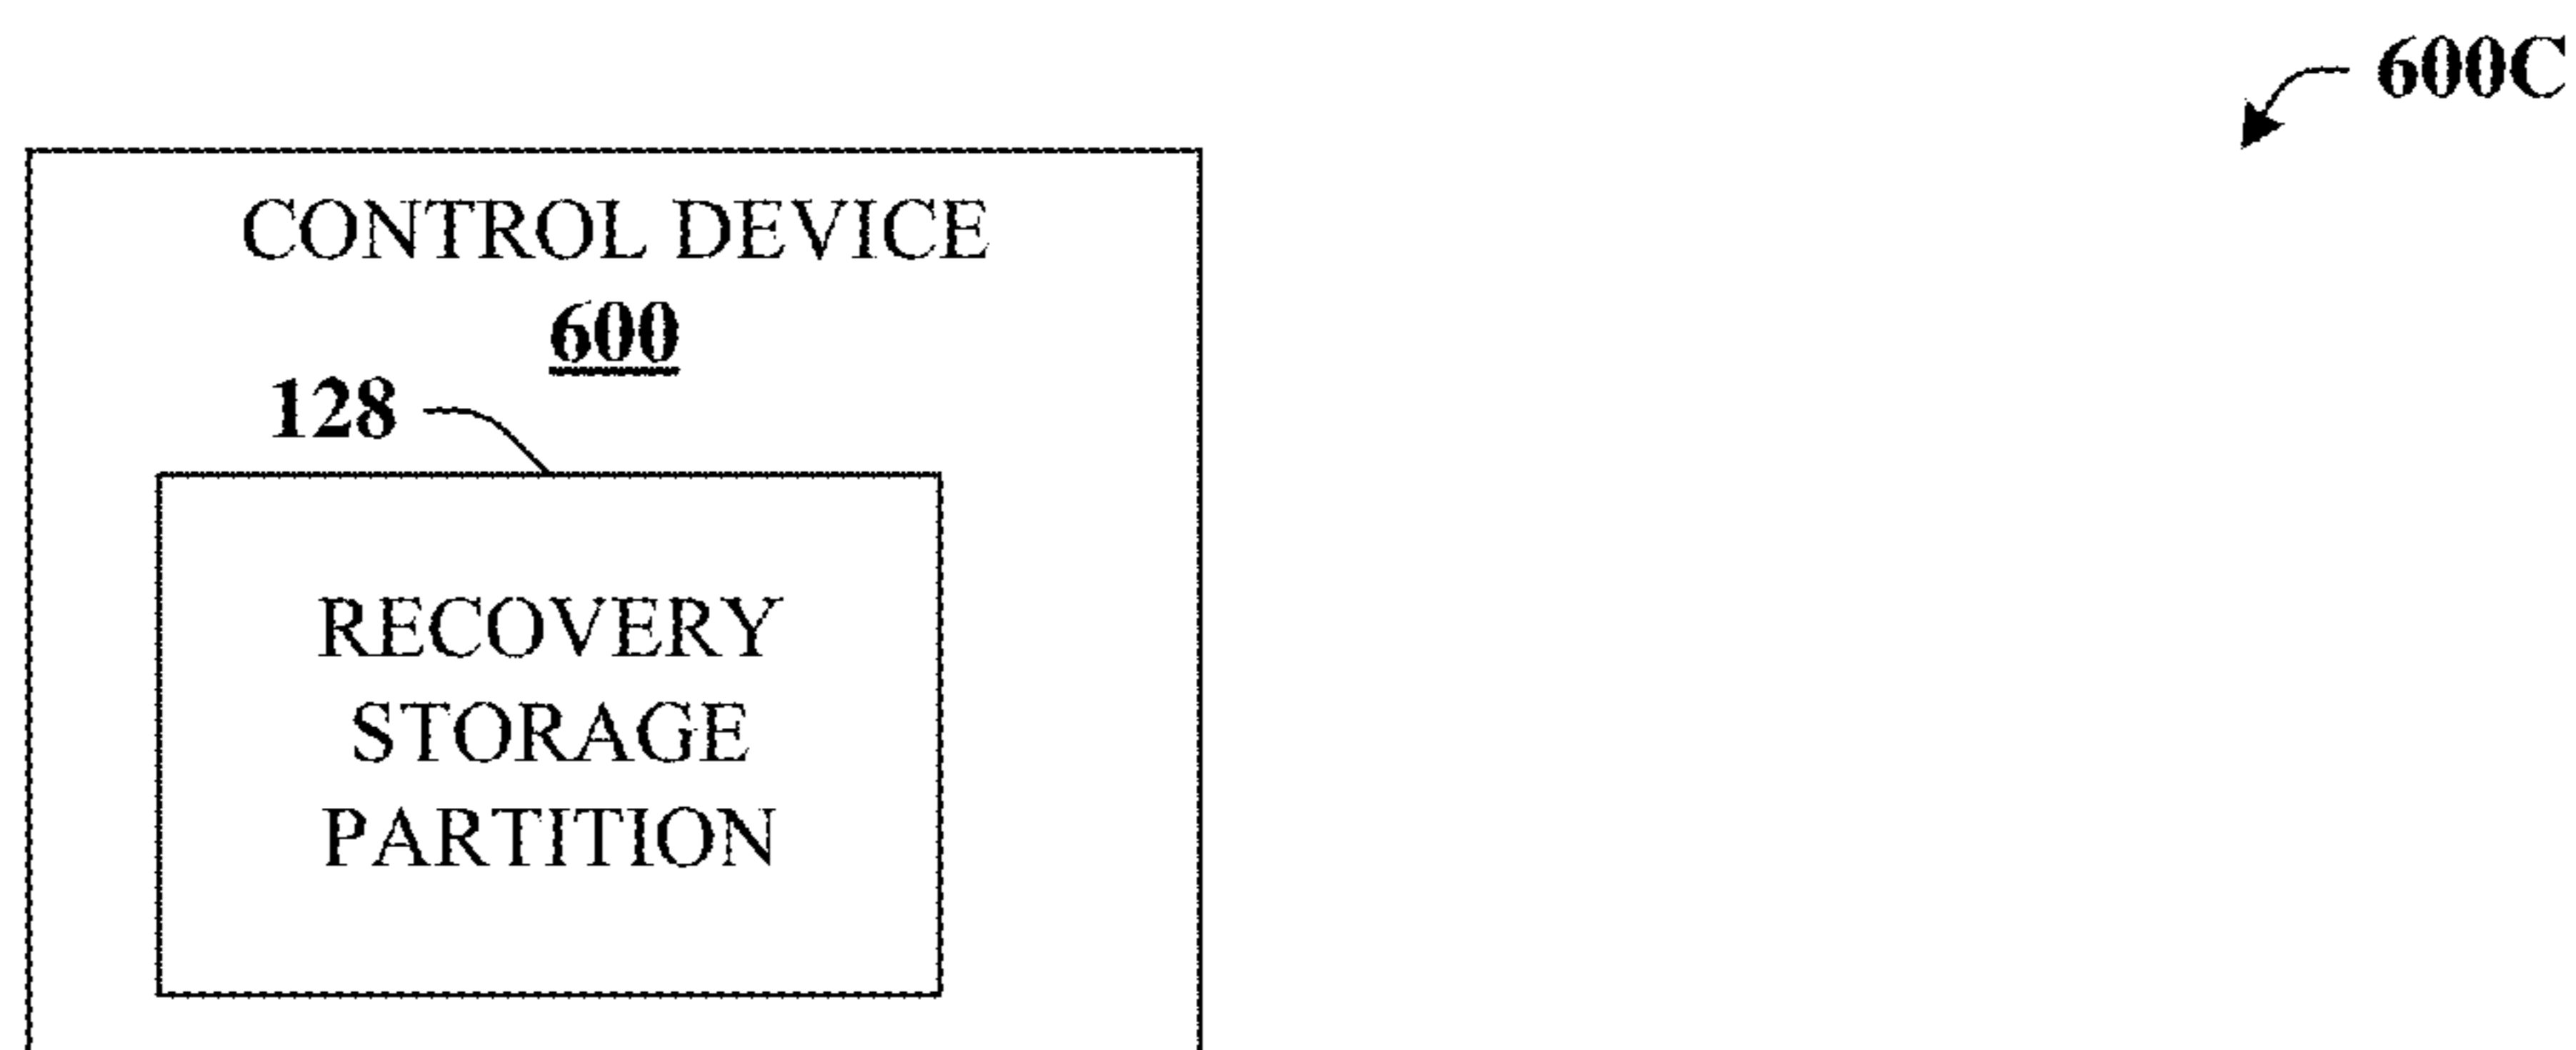 600C
CONTROL DEVICE
600
128
RECOVERY
STORAGE
PARTITION